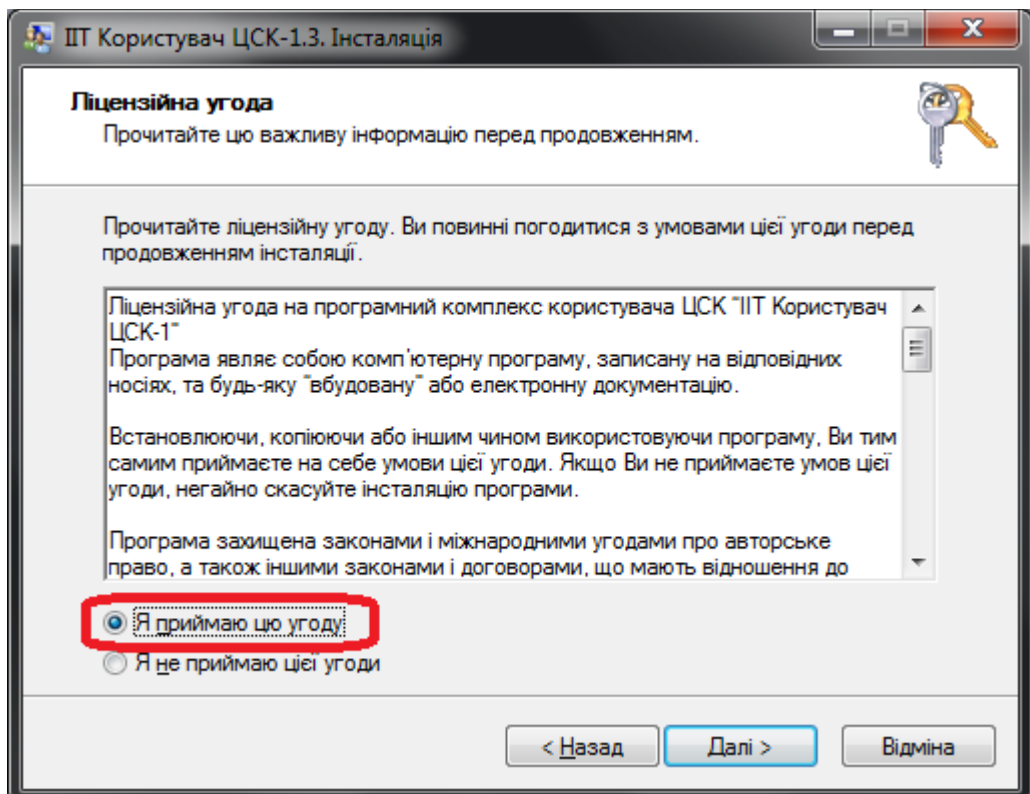 ІІТ Користувач ЦСК-1.3. Інсталяція
Ліцензійна угода
Прочитайте цю важливу інформацію перед продовженням.
Прочитайте ліцензійну угоду. Ви повинні погодитися з умовами цієї угоди перед
продовженням інсталяції.
Ліцензійна угода на програмний комплекс користувача ЦСК "ІІТ Користувач
ЦСК-1"
Програма являє собою комп'ютерну програму, записану на відповідних
носіях, та будь-яку "вбудовану" або електронну документацію.
Встановлюючи, копіюючи або іншим чином використовуючи програму, Ви тим
самим приймаєте на себе умови цієї угоди. Якщо Ви не приймаєте умов цієї
угоди, негайно скасуйте інсталяцію програми.
Програма захищена законами і міжнародними угодами про авторське
право, а також іншими законами і договорами, що мають відношення до
Я приймаю цю угоду
Я не приймаю цієї угоди
< Назад Далі > Відміна